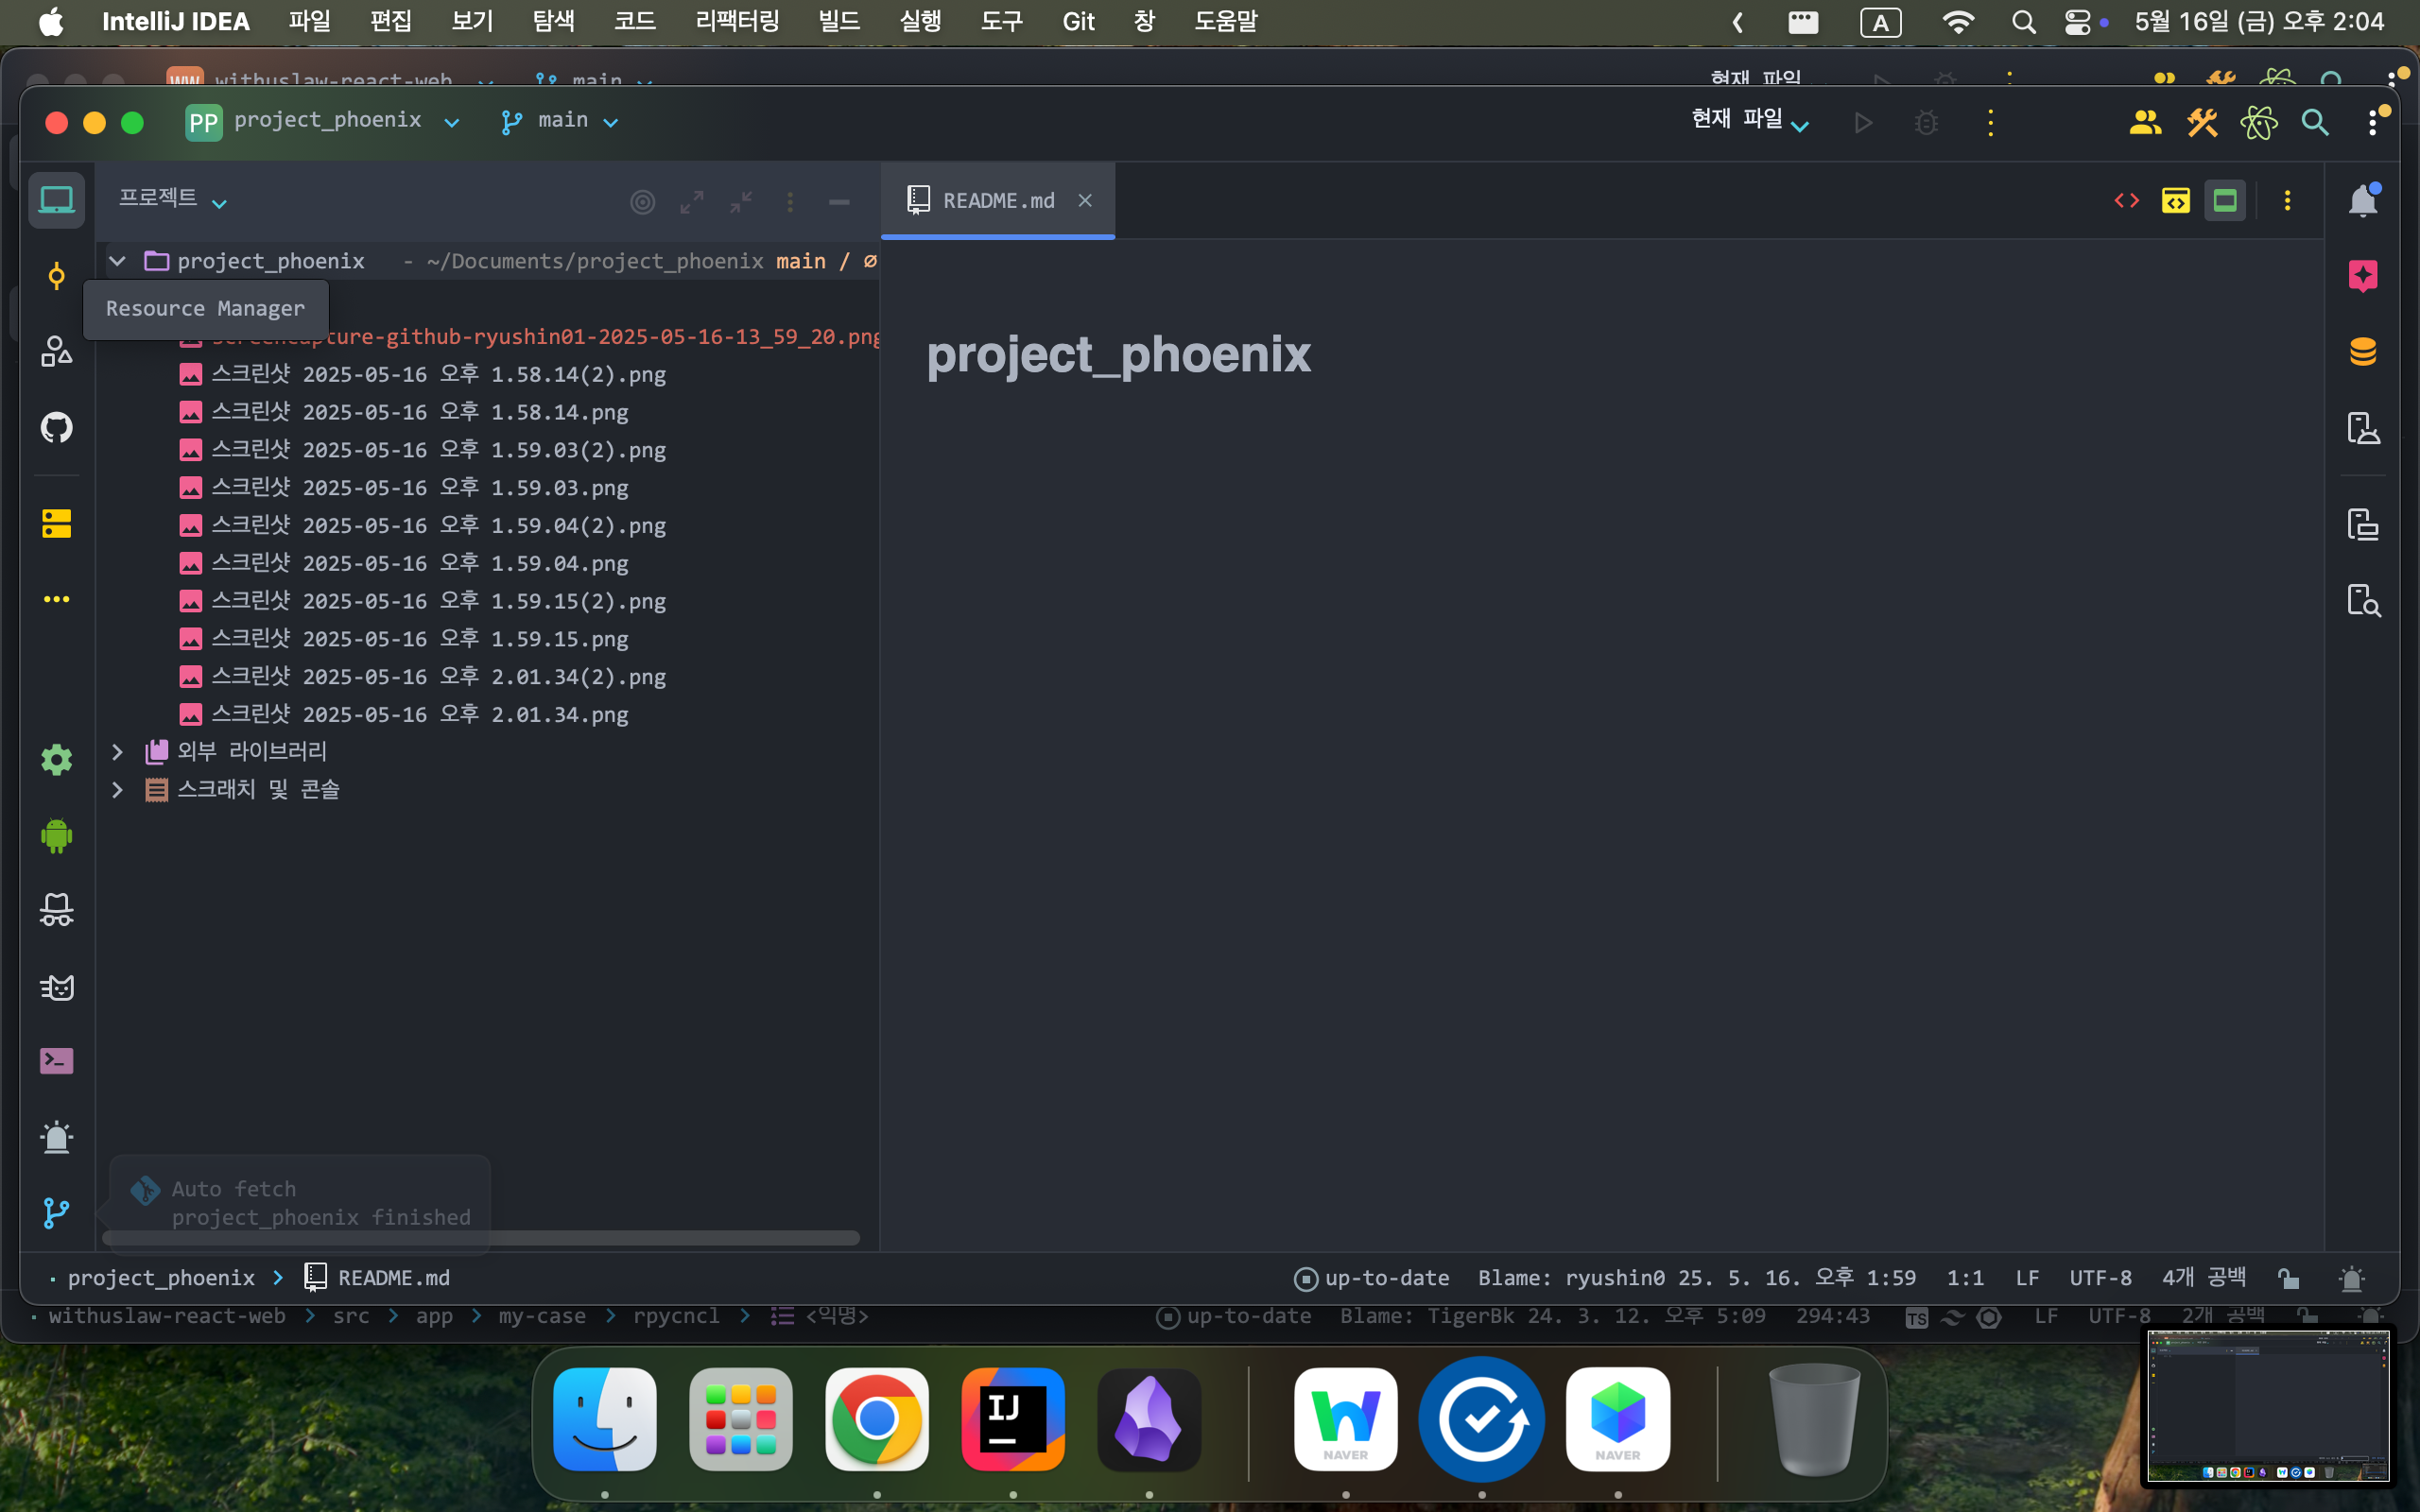 IntelliJ IDEA 파일 편집 보기 탐색 코드 리팩터링 빌드 실행 도구 Git 창 도움말 A 5월 16일 (금) 오후 2:04
WW withuslaw-react-web main 현재 파일
PP project_phoenix main 현재 파일
프로젝트 README.md
project_phoenix - ~/Documents/project_phoenix main / ∅
Resource Manager
screencapture-github-ryushin01-2025-05-16-13_59_20.png
스크린샷 2025-05-16 오후 1.58.14(2).png
스크린샷 2025-05-16 오후 1.58.14.png
스크린샷 2025-05-16 오후 1.59.03(2).png
스크린샷 2025-05-16 오후 1.59.03.png
스크린샷 2025-05-16 오후 1.59.04(2).png
스크린샷 2025-05-16 오후 1.59.04.png
스크린샷 2025-05-16 오후 1.59.15(2).png
스크린샷 2025-05-16 오후 1.59.15.png
스크린샷 2025-05-16 오후 2.01.34(2).png
스크린샷 2025-05-16 오후 2.01.34.png
외부 라이브러리
스크래치 및 콘솔
project_phoenix
Auto fetch
project_phoenix finished
project_phoenix > README.md up-to-date Blame: ryushin0 25. 5. 16. 오후 1:59 1:1 LF UTF-8 4개 공백
withuslaw-react-web > src > app > my-case > rpycncl > <익명> up-to-date Blame: TigerBk 24. 3. 12. 오후 5:09 294:43 TS LF UTF-8 2개 공백
IJ
NAVER
NAVER